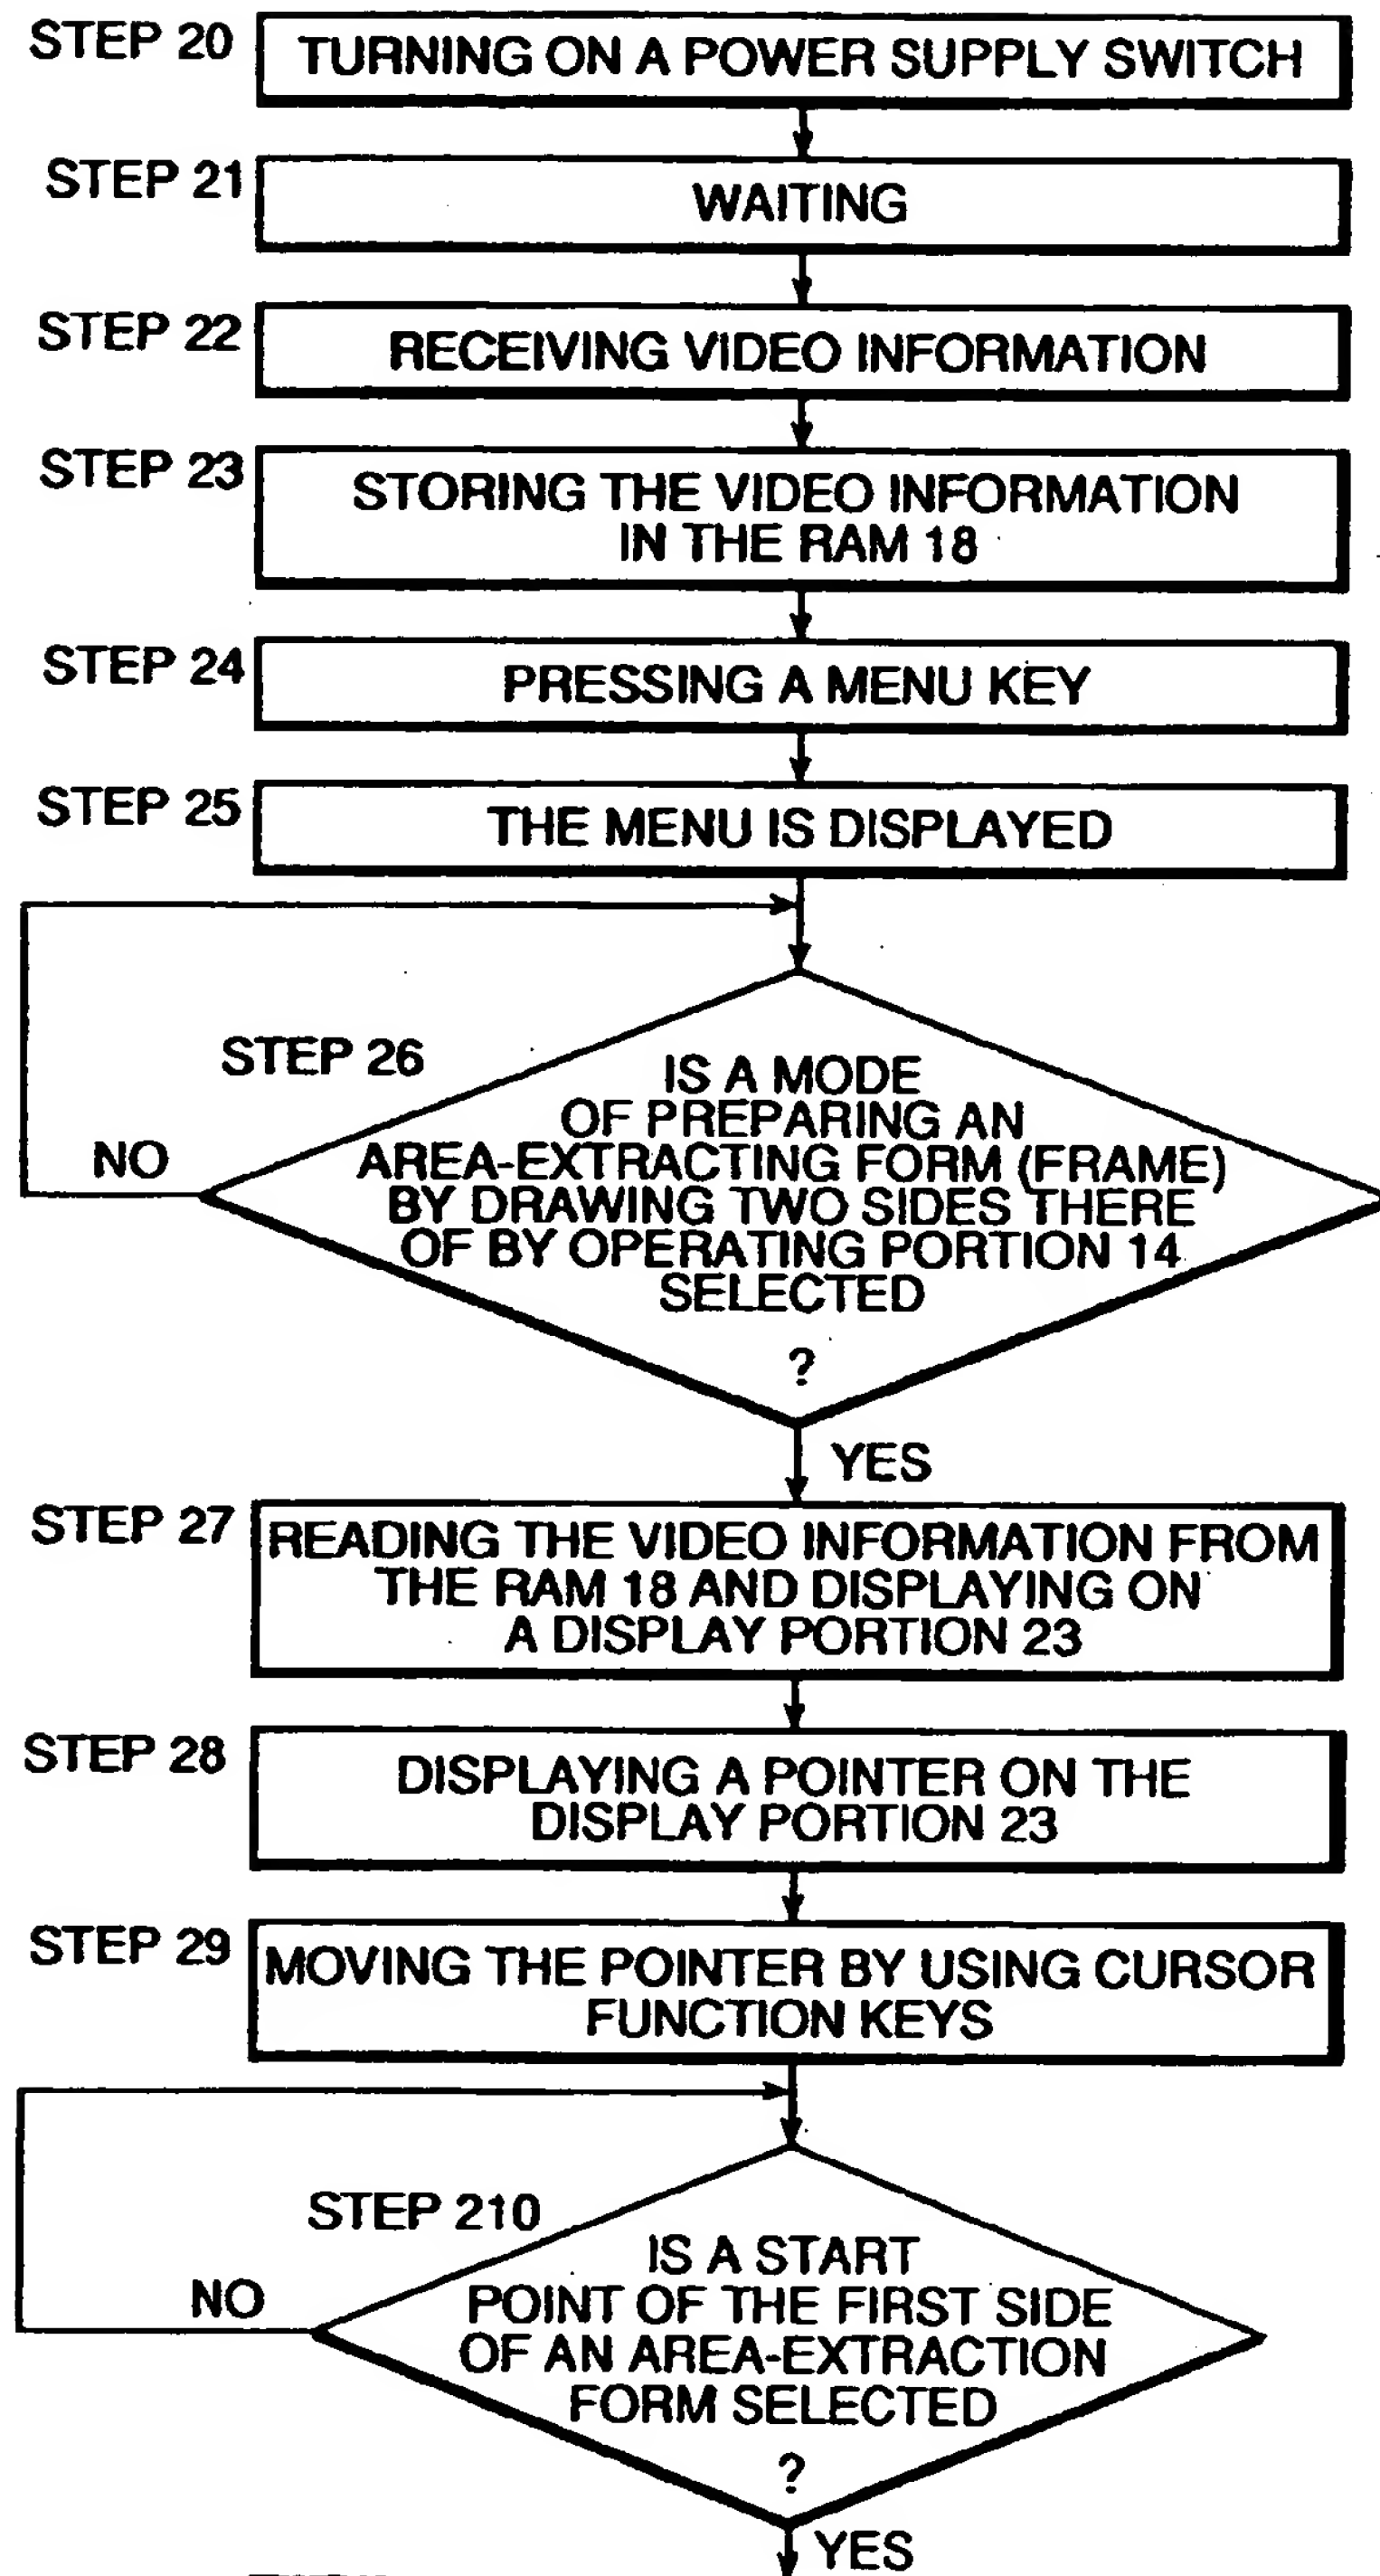 STEP 20
TURNING ON A POWER SUPPLY SWITCH
STEP 21
WAITING
STEP 22
RECEIVING VIDEO INFORMATION
STEP 23
STORING THE VIDEO INFORMATION
IN THE RAM 18
STEP 24
PRESSING A MENU KEY
STEP 25
THE MENU IS DISPLAYED
STEP 26
IS A MODE
OF PREPARING AN
AREA-EXTRACTING FORM (FRAME)
BY DRAWING TWO SIDES THERE
OF BY OPERATING PORTION 14
SELECTED
?
NO
YES
STEP 27
READING THE VIDEO INFORMATION FROM
THE RAM 18 AND DISPLAYING ON
A DISPLAY PORTION 23
STEP 28
DISPLAYING A POINTER ON THE
DISPLAY PORTION 23
STEP 29
MOVING THE POINTER BY USING CURSOR
FUNCTION KEYS
STEP 210
IS A START
POINT OF THE FIRST SIDE
OF AN AREA-EXTRACTION
FORM SELECTED
?
NO
YES